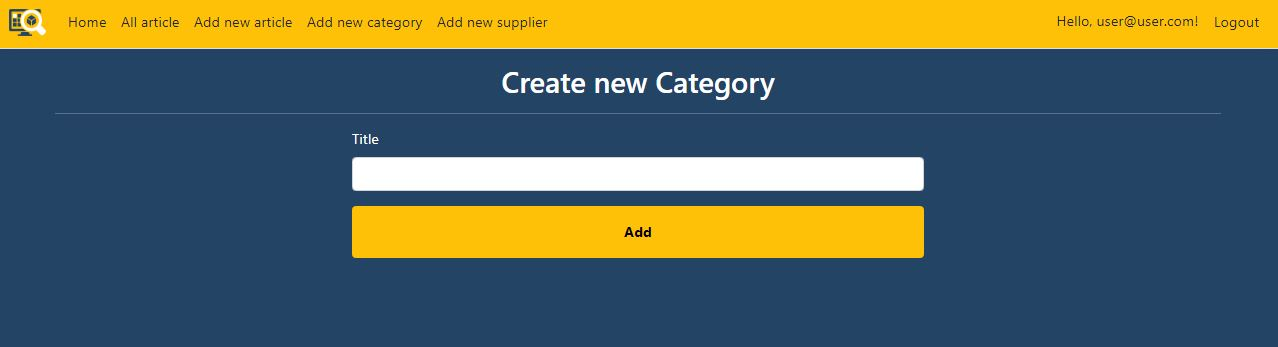 Home All article Add new article Add new category Add new supplier Hello, user@user.com! Logout
Create new Category
Title
Add